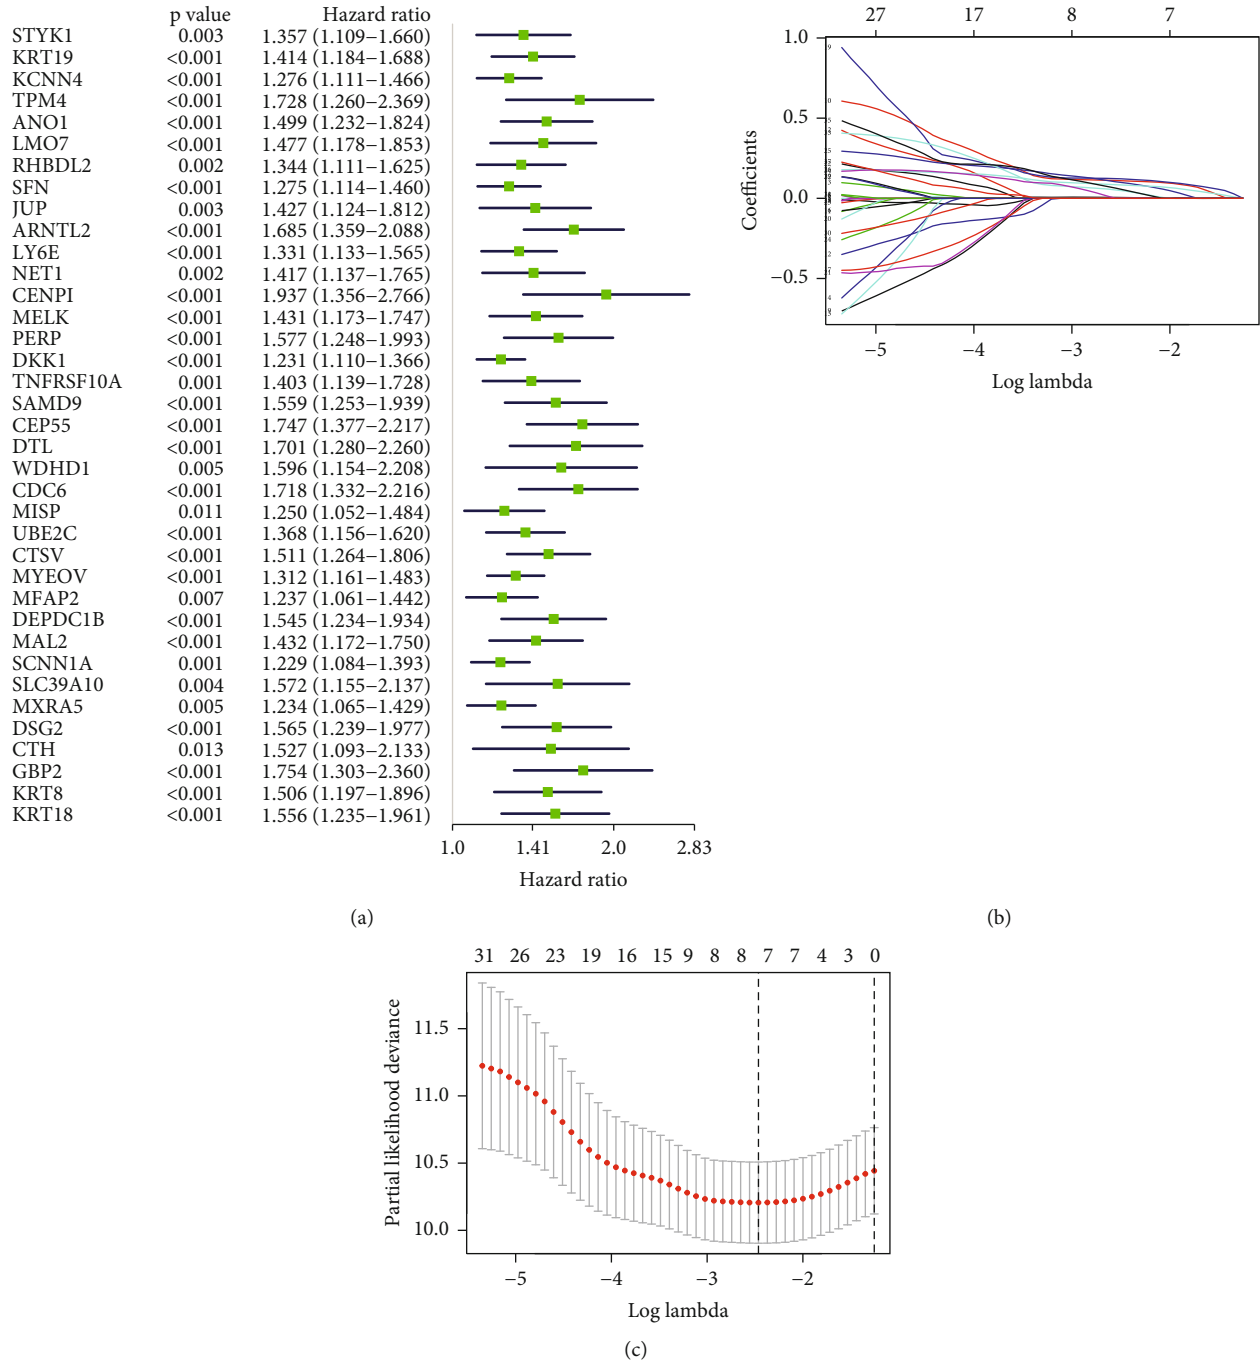 p value Hazard ratio
STYK1 0.003 1.357 (1.109−1.660)
KRT19 <0.001 1.414 (1.184−1.688)
KCNN4 <0.001 1.276 (1.111−1.466)
TPM4 <0.001 1.728 (1.260−2.369)
ANO1 <0.001 1.499 (1.232−1.824)
LMO7 <0.001 1.477 (1.178−1.853)
RHBDL2 0.002 1.344 (1.111−1.625)
SFN <0.001 1.275 (1.114−1.460)
JUP 0.003 1.427 (1.124−1.812)
ARNTL2 <0.001 1.685 (1.359−2.088)
LY6E <0.001 1.331 (1.133−1.565)
NET1 0.002 1.417 (1.137−1.765)
CENPI <0.001 1.937 (1.356−2.766)
MELK <0.001 1.431 (1.173−1.747)
PERP <0.001 1.577 (1.248−1.993)
DKK1 <0.001 1.231 (1.110−1.366)
TNFRSF10A 0.001 1.403 (1.139−1.728)
SAMD9 <0.001 1.559 (1.253−1.939)
CEP55 <0.001 1.747 (1.377−2.217)
DTL <0.001 1.701 (1.280−2.260)
WDHD1 0.005 1.596 (1.154−2.208)
CDC6 <0.001 1.718 (1.332−2.216)
MISP 0.011 1.250 (1.052−1.484)
UBE2C <0.001 1.368 (1.156−1.620)
CTSV <0.001 1.511 (1.264−1.806)
MYEOV <0.001 1.312 (1.161−1.483)
MFAP2 0.007 1.237 (1.061−1.442)
DEPDC1B <0.001 1.545 (1.234−1.934)
MAL2 <0.001 1.432 (1.172−1.750)
SCNN1A 0.001 1.229 (1.084−1.393)
SLC39A10 0.004 1.572 (1.155−2.137)
MXRA5 0.005 1.234 (1.065−1.429)
DSG2 <0.001 1.565 (1.239−1.977)
CTH 0.013 1.527 (1.093−2.133)
GBP2 <0.001 1.754 (1.303−2.360)
KRT8 <0.001 1.506 (1.197−1.896)
KRT18 <0.001 1.556 (1.235−1.961)
1.0 1.41 2.0 2.83
Hazard ratio
(a)
27 17 8 7
1.0
0.5
0.0
−0.5
Coefficients
−5 −4 −3 −2
Log lambda
(b)
31 26 23 19 16 15 9 8 8 7 7 4 3 0
11.5
11.0
10.5
10.0
Partial likelihood deviance
−5 −4 −3 −2
Log lambda
(c)